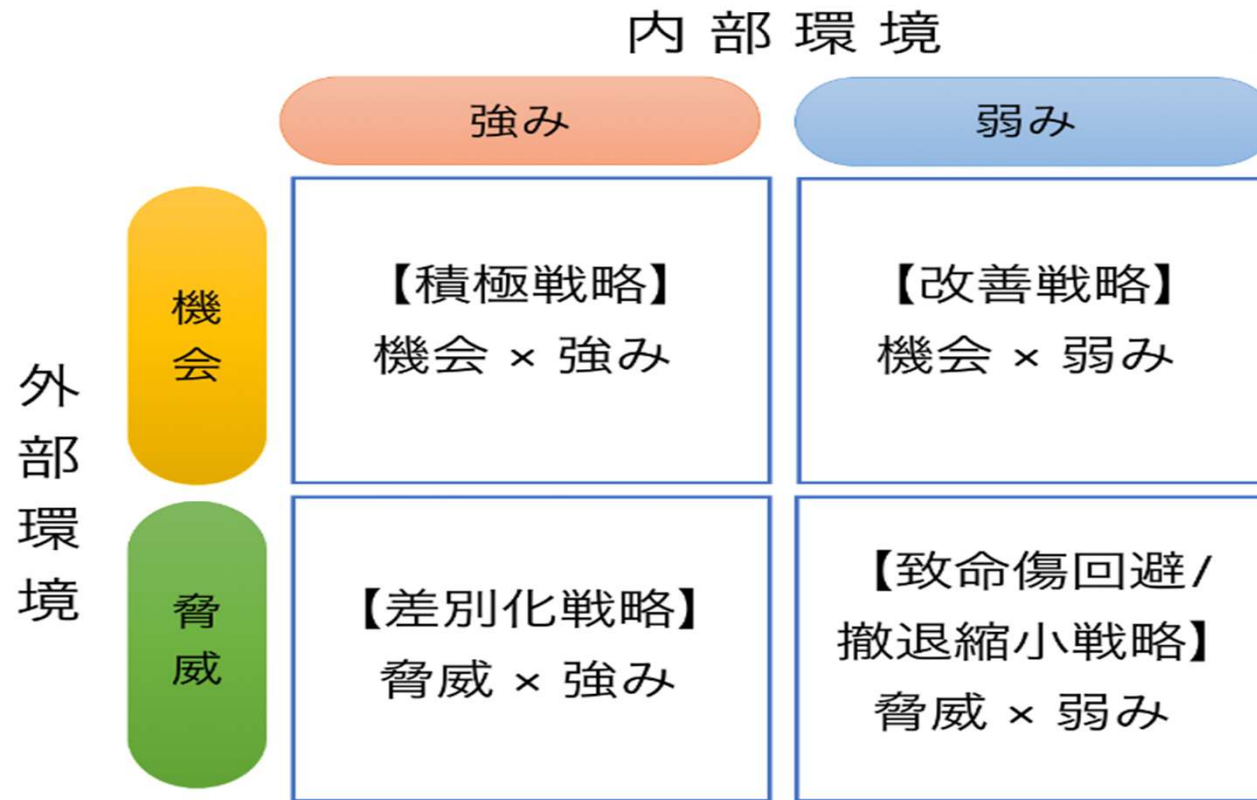 内部環境
強み
弱み
外部環境
機会
【積極戦略】
機会 × 強み
【改善戦略】
機会 × 弱み
脅威
【差別化戦略】
脅威 × 強み
【致命傷回避/
撤退縮小戦略】
脅威 × 弱み